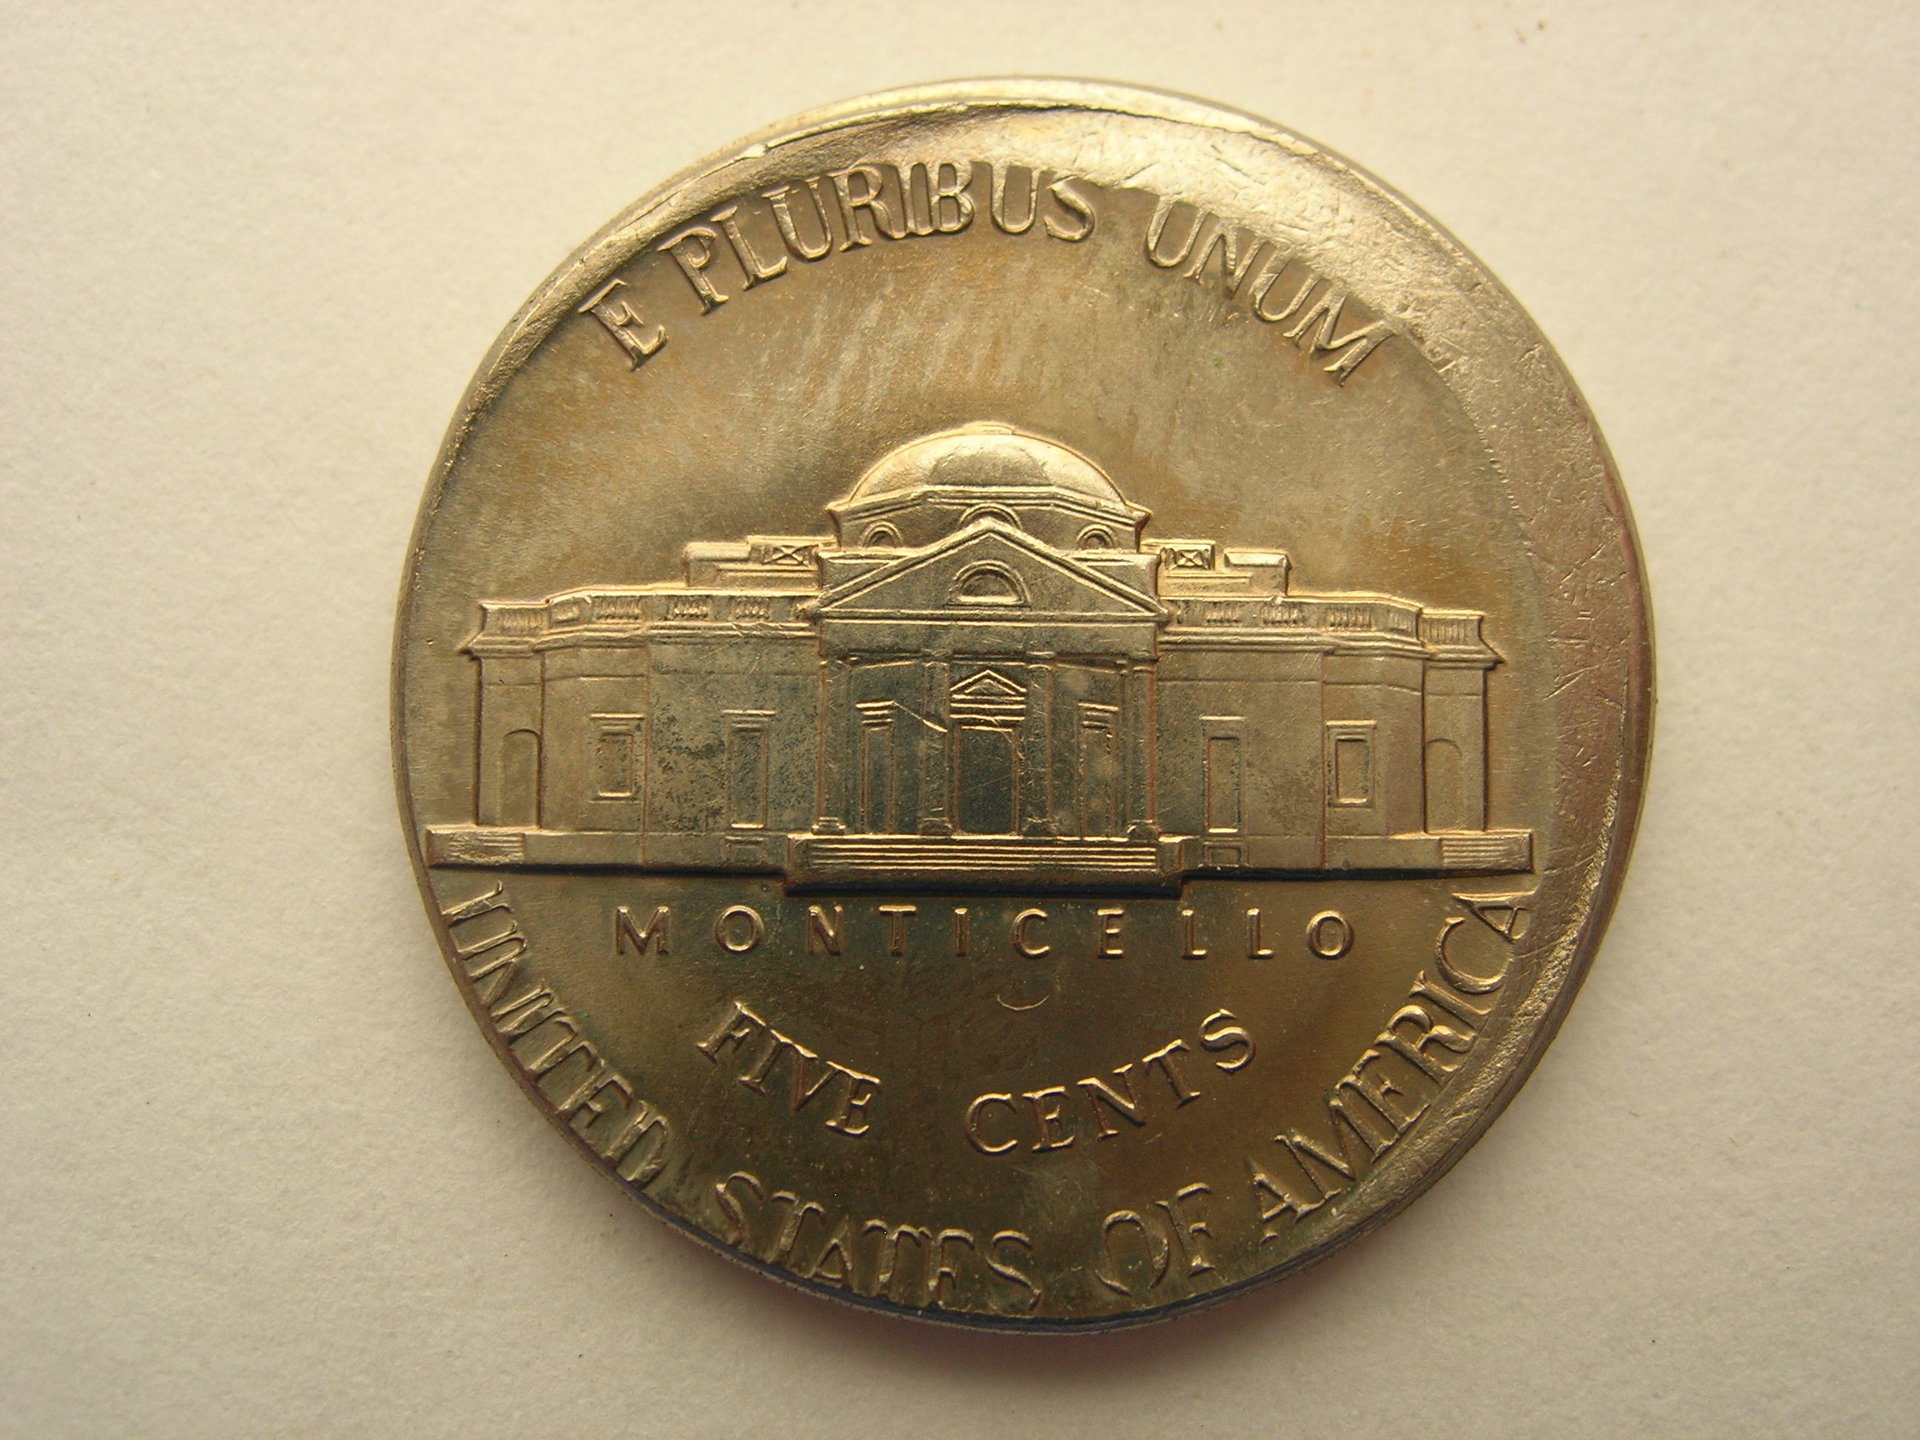 E PLURIBUS UNUM
MONTICELLO
FIVE CENTS
UNITED STATES OF AMERICA